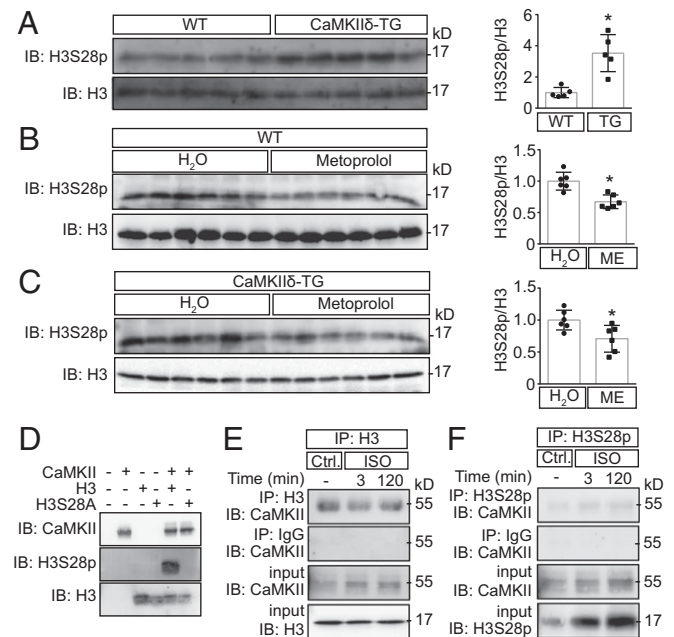 A
WT CaMKIIδ-TG kD
IB: H3S28p -17
IB: H3 -17
H3S28p/H3
6
4
2
0
*
WT TG
B
WT
H₂O Metoprolol kD
IB: H3S28p -17
IB: H3 -17
H3S28p/H3
1.5
1.0
0.5
0.0
*
H₂O ME
C
CaMKIIδ-TG
H₂O Metoprolol kD
IB: H3S28p -17
IB: H3 -17
H3S28p/H3
1.5
1.0
0.5
0.0
*
H₂O ME
D
CaMKII - + - - + +
H3 - - + - + -
H3S28A - - - + - +
IB: CaMKII
IB: H3S28p
IB: H3
E
IP: H3
Ctrl. ISO
Time (min) - 3 120 kD
IP: H3
IB: CaMKII -55
IP: IgG
IB: CaMKII -55
input
IB: CaMKII -55
input
IB: H3 -17
F
IP: H3S28p
Ctrl. ISO
Time (min) - 3 120 kD
IP: H3S28p
IB: CaMKII -55
IP: IgG
IB: CaMKII -55
input
IB: CaMKII -55
input
IB: H3S28p -17